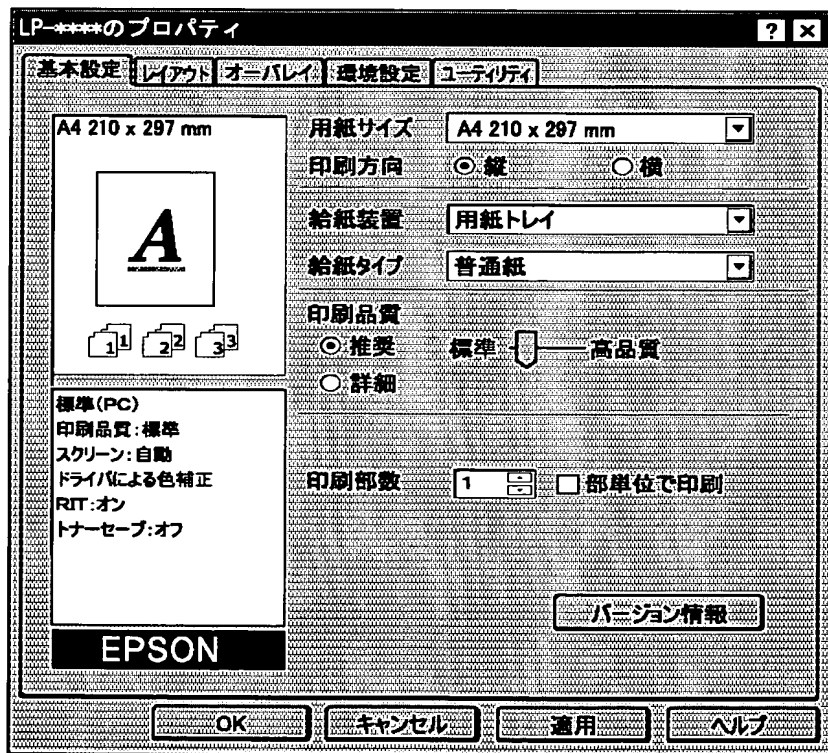 LP-****のプロパティ
? ×
基本設定 レイアウト オーバレイ 環境設定 ユーティリティ
A4 210 x 297 mm
A
1 1 2 2 3 3
標準(PC)
印刷品質:標準
スクリーン:自動
ドライバによる色補正
RIT:オン
トナーセーブ:オフ
EPSON
用紙サイズ A4 210 x 297 mm
印刷方向 縦 横
給紙装置 用紙トレイ
給紙タイプ 普通紙
印刷品質
推奨 標準 高品質
詳細
印刷部数 1 部単位で印刷
バージョン情報
OK キャンセル 適用 ヘルプ